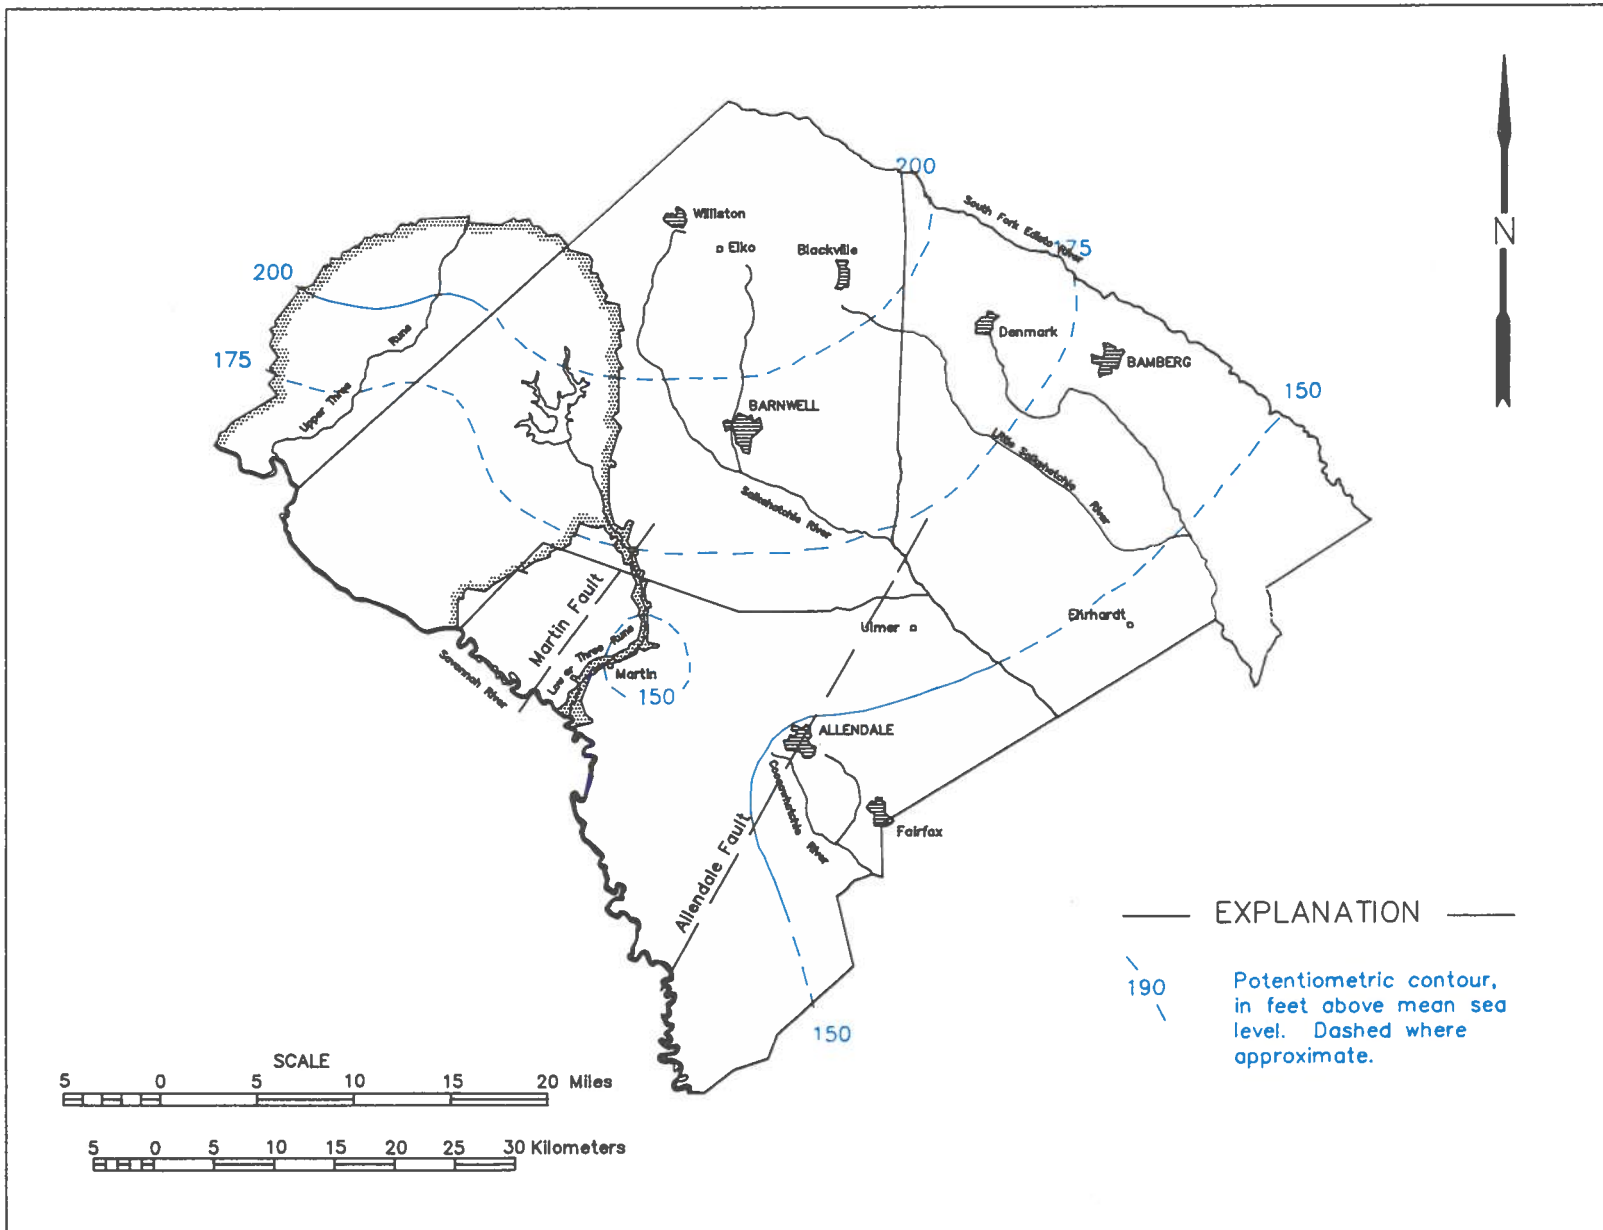 200
South Fork Edisto River
175
Williston
Elko
Blackville
200
Upper Three Runs
175
Denmark
BAMBERG
150
BARNWELL
Little Salkehatchie River
Salkehatchie River
N
Martin Fault
Lower Three Runs
Savannah River
Martin
150
Ulmer
Ehrhardt
ALLENDALE
Coosawhatchie River
Fairfax
Allendale Fault
150
EXPLANATION
190
Potentiometric contour,
in feet above mean sea
level. Dashed where
approximate.
SCALE
5 0 5 10 15 20 Miles
5 0 5 10 15 20 25 30 Kilometers